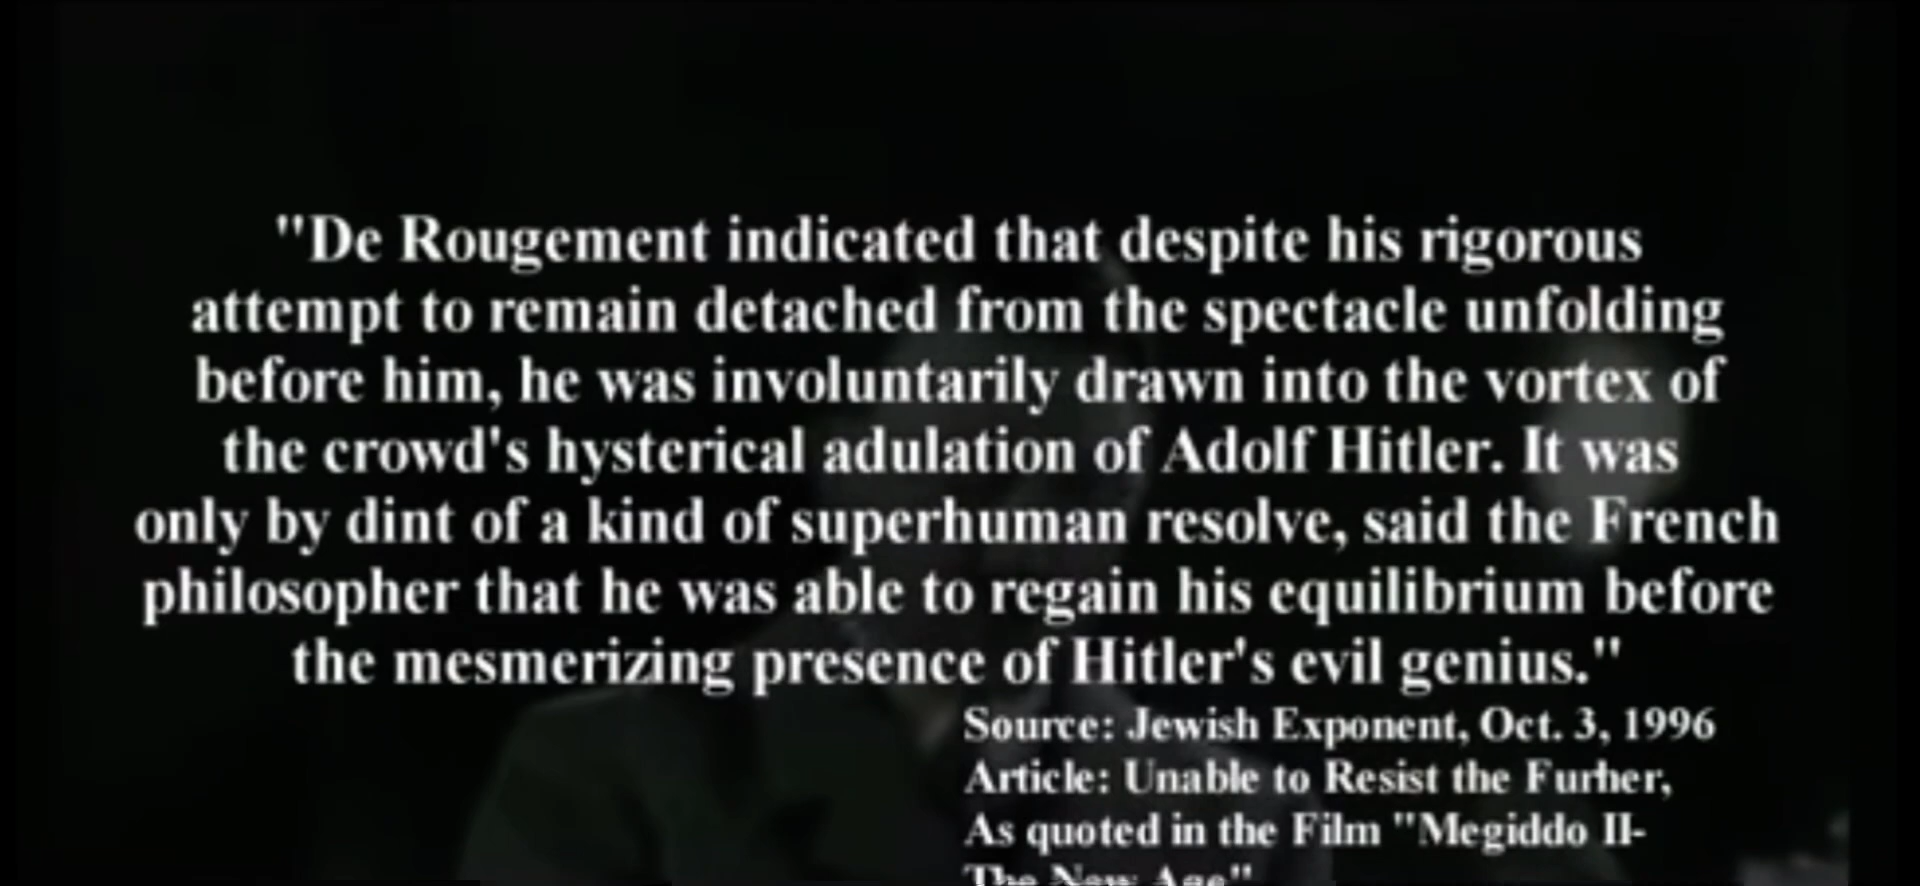 "De Rougement indicated that despite his rigorous
attempt to remain detached from the spectacle unfolding
before him, he was involuntarily drawn into the vortex of
the crowd's hysterical adulation of Adolf Hitler. It was
only by dint of a kind of superhuman resolve, said the French
philosopher that he was able to regain his equilibrium before
the mesmerizing presence of Hitler's evil genius."
Source: Jewish Exponent, Oct. 3, 1996
Article: Unable to Resist the Furher,
As quoted in the Film "Megiddo II-
The New Age"